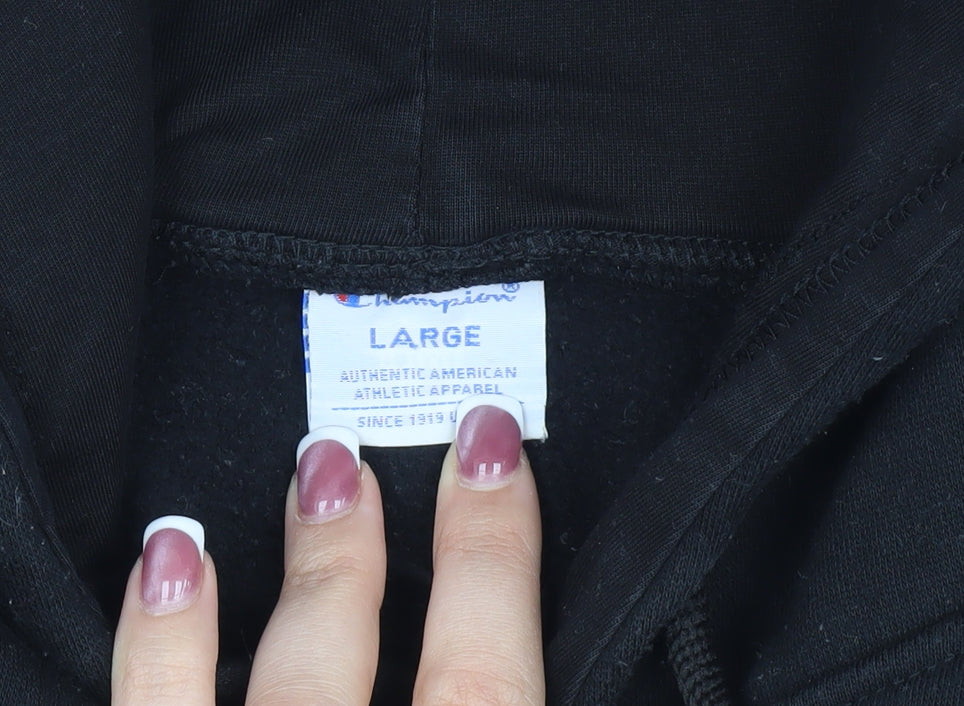 Champion®
LARGE
AUTHENTIC AMERICAN
ATHLETIC APPAREL
SINCE 1919